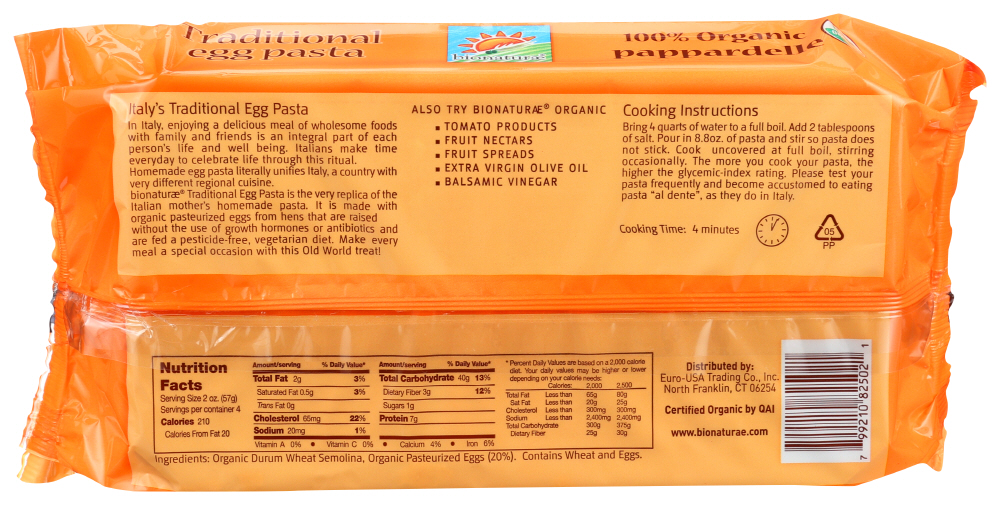 Traditional
egg pasta
bionaturæ
100% Organic
pappardelle
Italy's Traditional Egg Pasta
In Italy, enjoying a delicious meal of wholesome foods
with family and friends is an integral part of each
person's life and well being. Italians make time
everyday to celebrate life through this ritual.
Homemade egg pasta literally unifies Italy, a country with
very different regional cuisine.
bionaturæ® Traditional Egg Pasta is the very replica of the
Italian mother's homemade pasta. It is made with
organic pasteurized eggs from hens that are raised
without the use of growth hormones or antibiotics and
are fed a pesticide-free, vegetarian diet. Make every
meal a special occasion with this Old World treat!
ALSO TRY BIONATURÆ® ORGANIC
▪ TOMATO PRODUCTS
▪ FRUIT NECTARS
▪ FRUIT SPREADS
▪ EXTRA VIRGIN OLIVE OIL
▪ BALSAMIC VINEGAR
Cooking Instructions
Bring 4 quarts of water to a full boil. Add 2 tablespoons
of salt. Pour in 8.8oz. of pasta and stir so pasta does
not stick. Cook uncovered at full boil, stirring
occasionally. The more you cook your pasta, the
higher the glycemic-index rating. Please test your
pasta frequently and become accustomed to eating
pasta "al dente", as they do in Italy.
Cooking Time: 4 minutes
05
PP
Nutrition
Facts
Serving Size 2 oz. (57g)
Servings per container 4
Calories 210
Calories From Fat 20
Amount/serving % Daily Value*
Total Fat 2g 3%
Saturated Fat 0.5g 3%
Trans Fat 0g
Cholesterol 65mg 22%
Sodium 20mg 1%
Amount/serving % Daily Value*
Total Carbohydrate 40g 13%
Dietary Fiber 3g 12%
Sugars 1g
Protein 7g
Vitamin A 0% • Vitamin C 0% • Calcium 4% • Iron 6%
* Percent Daily Values are based on a 2,000 calorie
diet. Your daily values may be higher or lower
depending on your calorie needs:
Calories: 2,000 2,500
Total Fat Less than 65g 80g
Sat Fat Less than 20g 25g
Cholesterol Less than 300mg 300mg
Sodium Less than 2,400mg 2,400mg
Total Carbohydrate 300g 375g
Dietary Fiber 25g 30g
Ingredients: Organic Durum Wheat Semolina, Organic Pasteurized Eggs (20%). Contains Wheat and Eggs.
Distributed by:
Euro-USA Trading Co., Inc.
North Franklin, CT 06254
Certified Organic by QAI
www.bionaturae.com
7 99210 82502 1